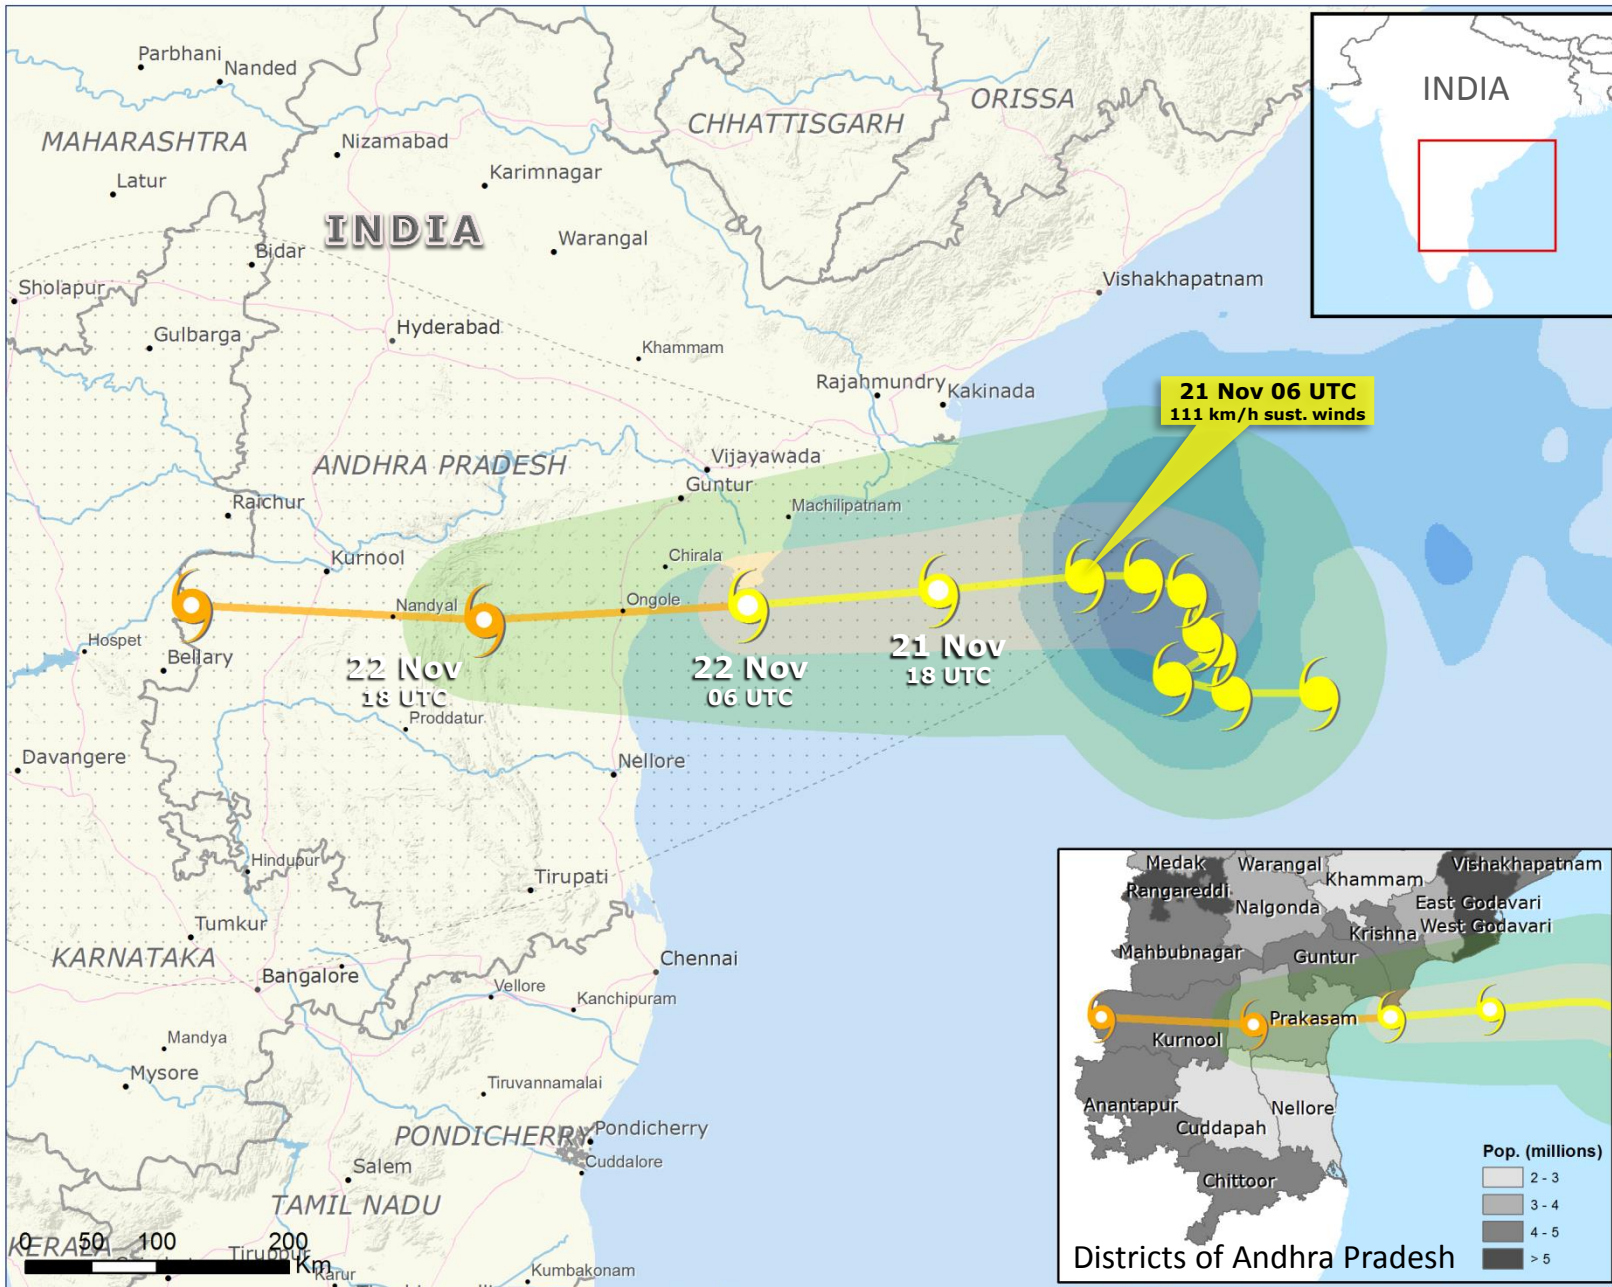 Parbhani
Nanded
MAHARASHTRA
Nizamabad
Latur
Karimnagar
CHHATTISGARH
ORISSA
INDIA
INDIA
Bidar
Warangal
Sholapur
Vishakhapatnam
Gulbarga
Hyderabad
Khammam
Rajahmundry
Kakinada
21 Nov 06 UTC
111 km/h sust. winds
ANDHRA PRADESH
Vijayawada
Guntur
Raichur
Machilipatnam
Kurnool
Chirala
Nandyal
Ongole
Hospet
Bellary
22 Nov
18 UTC
22 Nov
06 UTC
21 Nov
18 UTC
Proddatur
Davangere
Nellore
Hindupur
Tirupati
Tumkur
KARNATAKA
Bangalore
Chennai
Vellore
Kanchipuram
Mandya
Mysore
Tiruvannamalai
PONDICHERRY
Pondicherry
Cuddalore
Salem
TAMIL NADU
KERALA
Tiruppur
Karur
Kumbakonam
0 50 100 200
Km
Medak
Warangal
Vishakhapatnam
Khammam
Rangareddi
Nalgonda
East Godavari
West Godavari
Krishna
Mahbubnagar
Guntur
Prakasam
Kurnool
Anantapur
Nellore
Cuddapah
Chittoor
Pop. (millions)
2 - 3
3 - 4
4 - 5
> 5
Districts of Andhra Pradesh